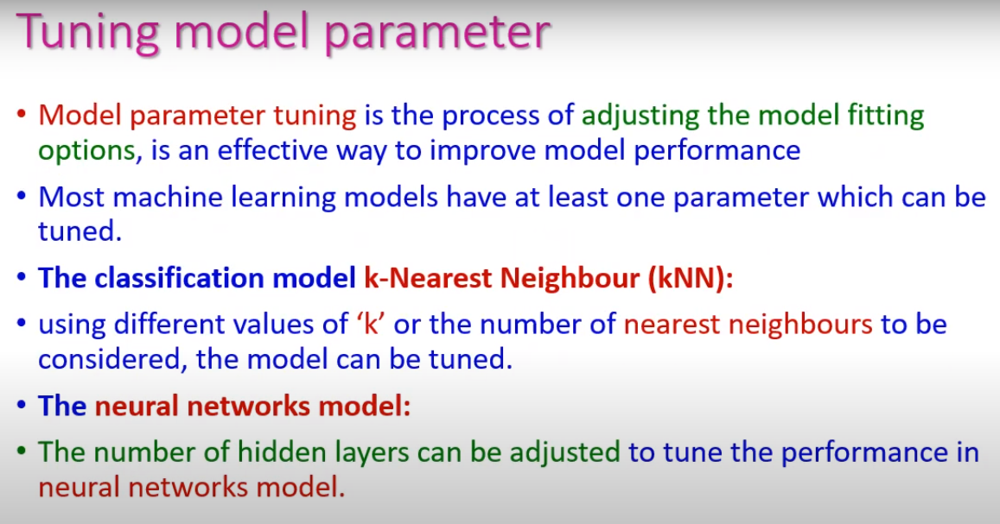 Tuning model parameter
• Model parameter tuning is the process of adjusting the model fitting
options, is an effective way to improve model performance
• Most machine learning models have at least one parameter which can be
tuned.
• The classification model k-Nearest Neighbour (kNN):
• using different values of ‘k’ or the number of nearest neighbours to be
considered, the model can be tuned.
• The neural networks model:
• The number of hidden layers can be adjusted to tune the performance in
neural networks model.